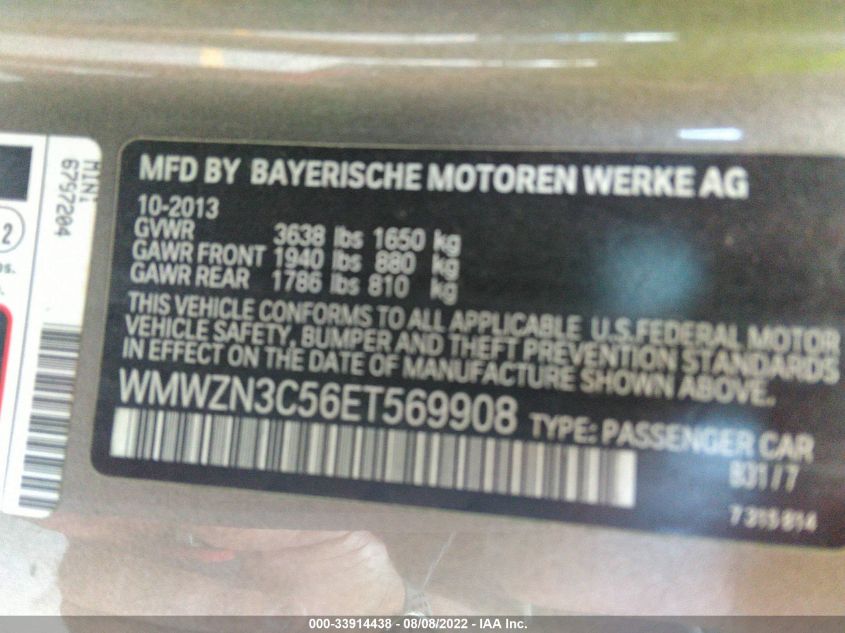 MINI
6797204
2
MFD BY BAYERISCHE MOTOREN WERKE AG
10-2013
GVWR 3638 lbs 1650 kg
GAWR FRONT 1940 lbs 880 kg
GAWR REAR 1786 lbs 810 kg
THIS VEHICLE CONFORMS TO ALL APPLICABLE U.S.FEDERAL MOTOR
VEHICLE SAFETY, BUMPER AND THEFT PREVENTION STANDARDS
IN EFFECT ON THE DATE OF MANUFACTURE SHOWN ABOVE.
WMWZN3C56ET569908 TYPE: PASSENGER CAR
B31/7
7315814
000-33914438 - 08/08/2022 - IAA Inc.